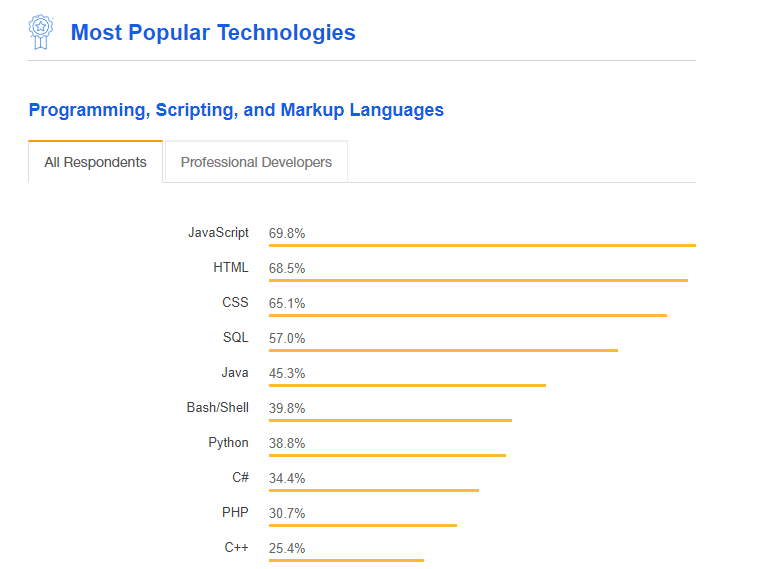 Most Popular Technologies
Programming, Scripting, and Markup Languages
All Respondents Professional Developers
JavaScript 69.8%
HTML 68.5%
CSS 65.1%
SQL 57.0%
Java 45.3%
Bash/Shell 39.8%
Python 38.8%
C# 34.4%
PHP 30.7%
C++ 25.4%